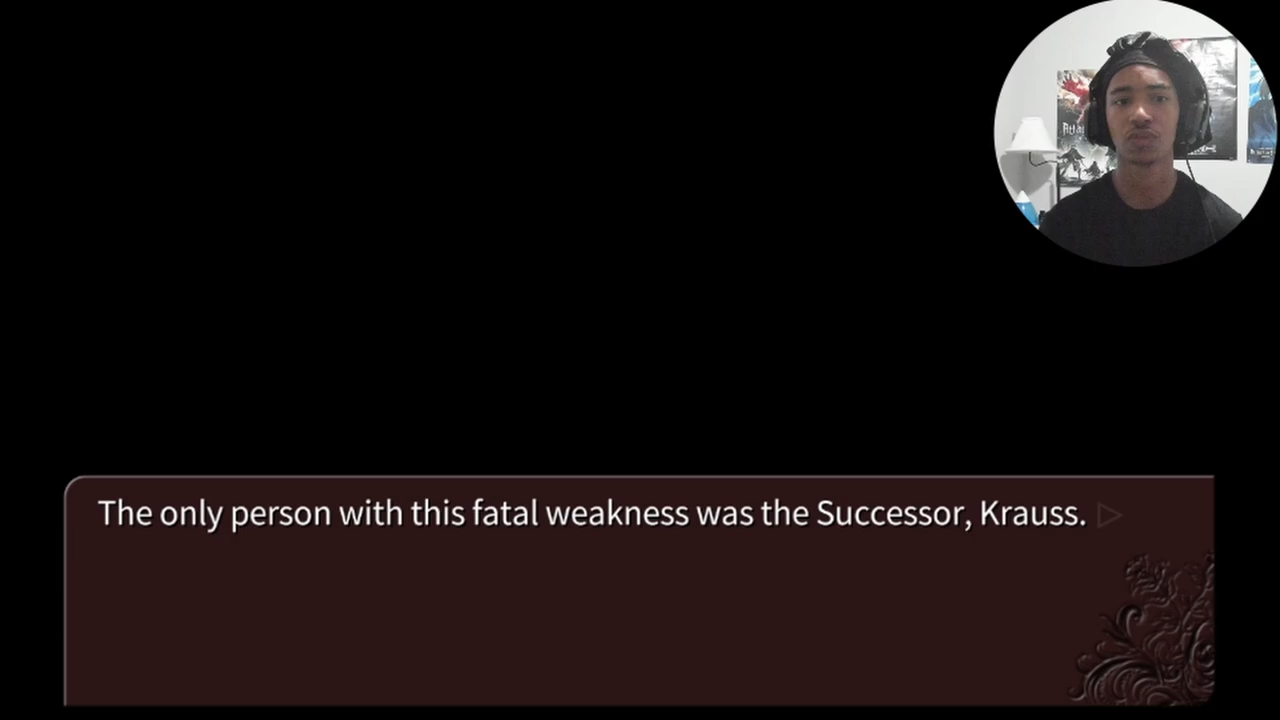 The only person with this fatal weakness was the Successor, Krauss.